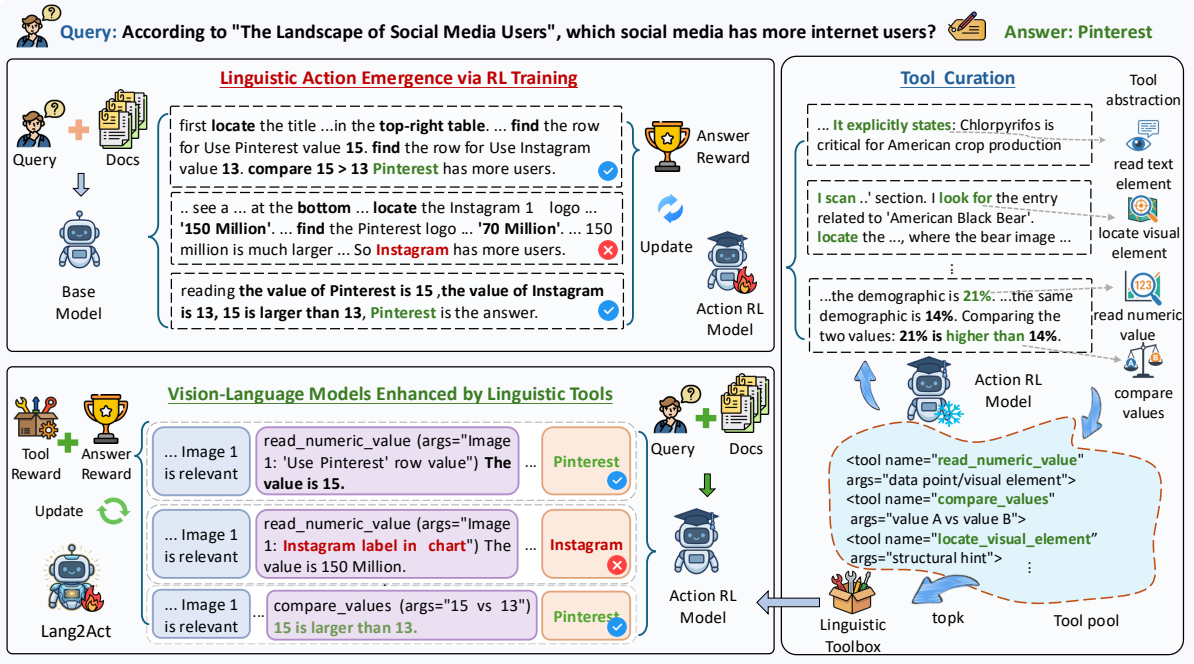 Query: According to "The Landscape of Social Media Users", which social media has more internet users?
Answer: Pinterest
Linguistic Action Emergence via RL Training
Query
Docs
Base
Model
first locate the title ...in the top-right table. ... find the row
for Use Pinterest value 15. find the row for Use Instagram
value 13. compare 15 > 13 Pinterest has more users.
.. see a ... at the bottom ... locate the Instagram 1 logo ...
'150 Million'. ... find the Pinterest logo ... '70 Million'. ... 150
million is much larger ... So Instagram has more users.
reading the value of Pinterest is 15 ,the value of Instagram
is 13, 15 is larger than 13, Pinterest is the answer.
Answer
Reward
Update
Action RL
Model
Vision-Language Models Enhanced by Linguistic Tools
Tool
Reward
Answer
Reward
Update
Lang2Act
... Image 1
is relevant
read_numeric_value (args="Image
1: 'Use Pinterest' row value") The
value is 15.
...
Pinterest
... Image 1
is relevant
read_numeric_value (args="Image
1: Instagram label in chart") The
value is 150 Million.
...
Instagram
... Image 1
is relevant
...
compare_values (args="15 vs 13")
15 is larger than 13.
Pinterest
Query
Docs
Action RL
Model
Tool Curation
Tool
abstraction
... It explicitly states: Chlorpyrifos is
critical for American crop production
read text
element
I scan ..' section. I look for the entry
related to 'American Black Bear'.
locate the ..., where the bear image ...
locate visual
element
...
...the demographic is 21%. ...the same
demographic is 14%. Comparing the
two values: 21% is higher than 14%.
123
read numeric
value
A
B
compare
values
Action RL
Model
<tool name="read_numeric_value"
args="data point/visual element">
<tool name="compare_values"
args="value A vs value B">
<tool name="locate_visual_element”
args="structural hint">
...
Linguistic
Toolbox
topk
Tool pool